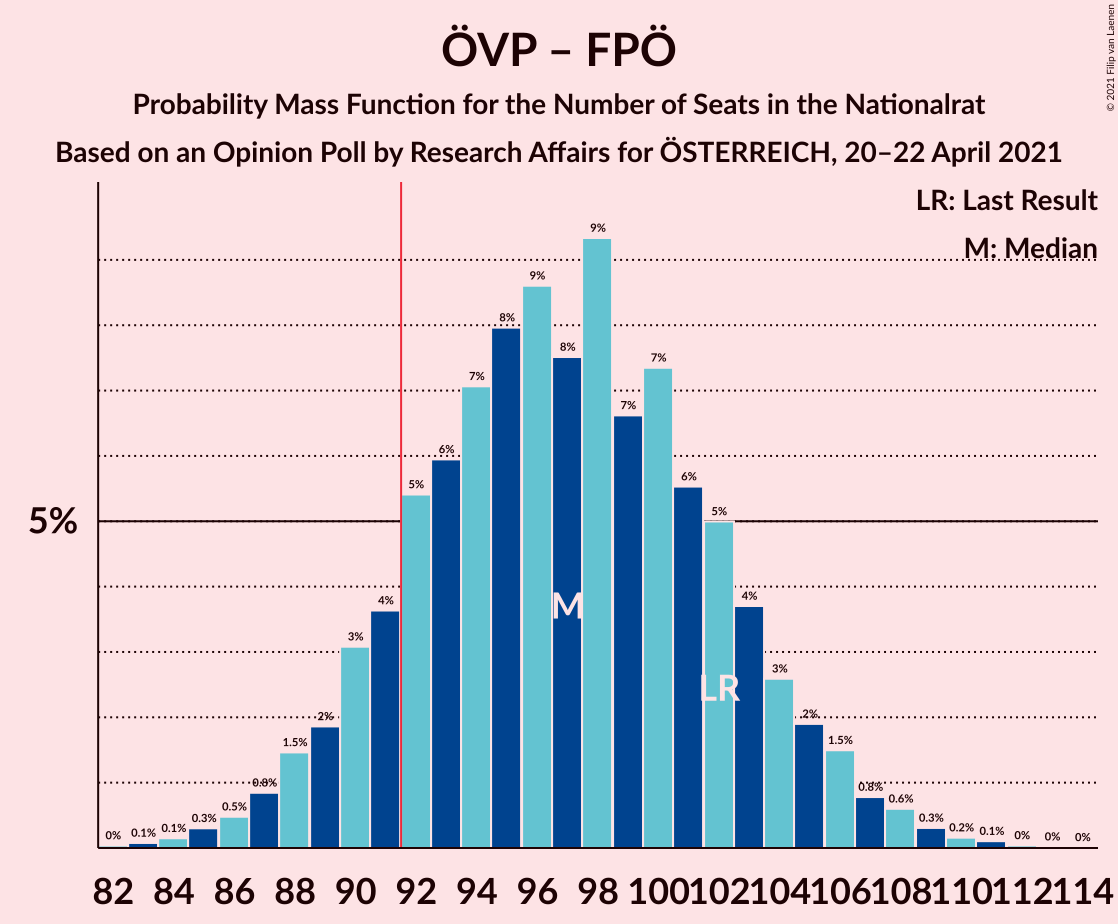 ÖVP – FPÖ
Probability Mass Function for the Number of Seats in the Nationalrat
Based on an Opinion Poll by Research Affairs for ÖSTERREICH, 20–22 April 2021
© 2021 Filip van Laenen
LR: Last Result
M: Median
5%
0% 0.1% 0.1% 0.3% 0.5% 0.8% 1.5% 2% 3% 4% 5% 6% 7% 8% 9% 8% 9% 7% 7% 6% 5% 4% 3% 2% 1.5% 0.8% 0.6% 0.3% 0.2% 0.1% 0% 0% 0%
M
LR
82 84 86 88 90 92 94 96 98 100 102 104 106 108 110 112 114